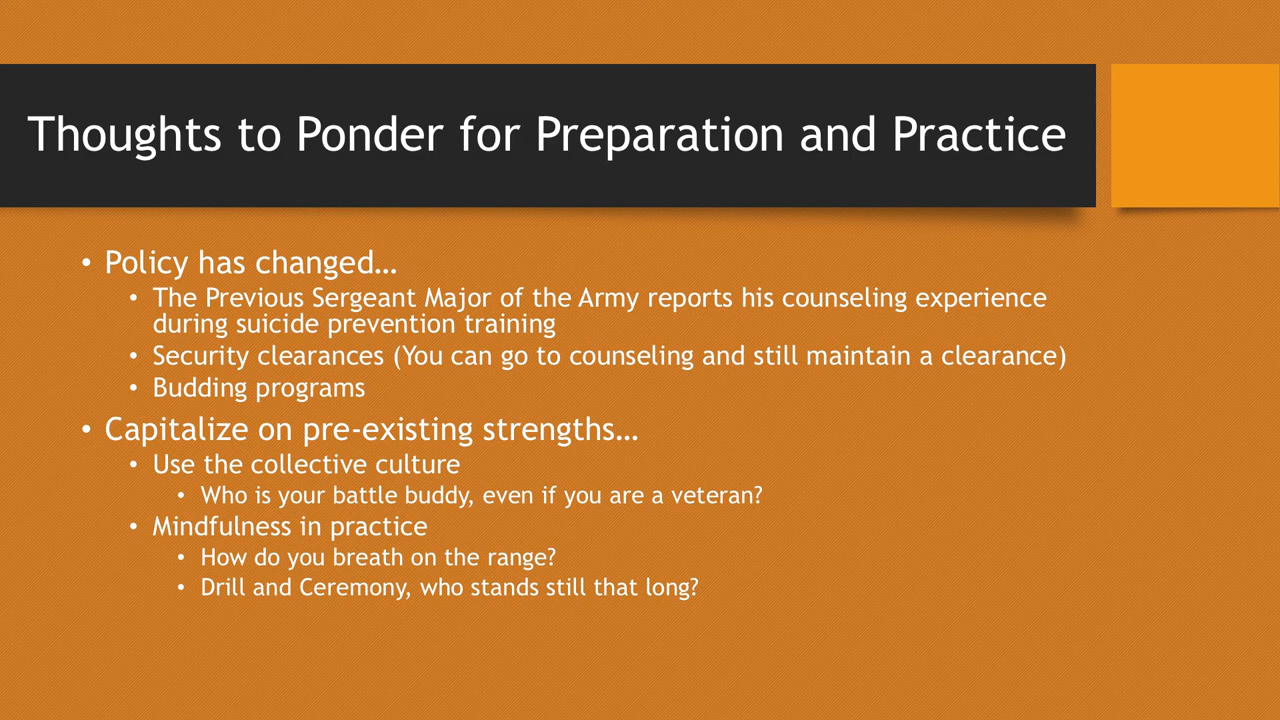 Thoughts to Ponder for Preparation and Practice
• Policy has changed…
• The Previous Sergeant Major of the Army reports his counseling experience
during suicide prevention training
• Security clearances (You can go to counseling and still maintain a clearance)
• Budding programs
• Capitalize on pre-existing strengths…
• Use the collective culture
• Who is your battle buddy, even if you are a veteran?
• Mindfulness in practice
• How do you breath on the range?
• Drill and Ceremony, who stands still that long?